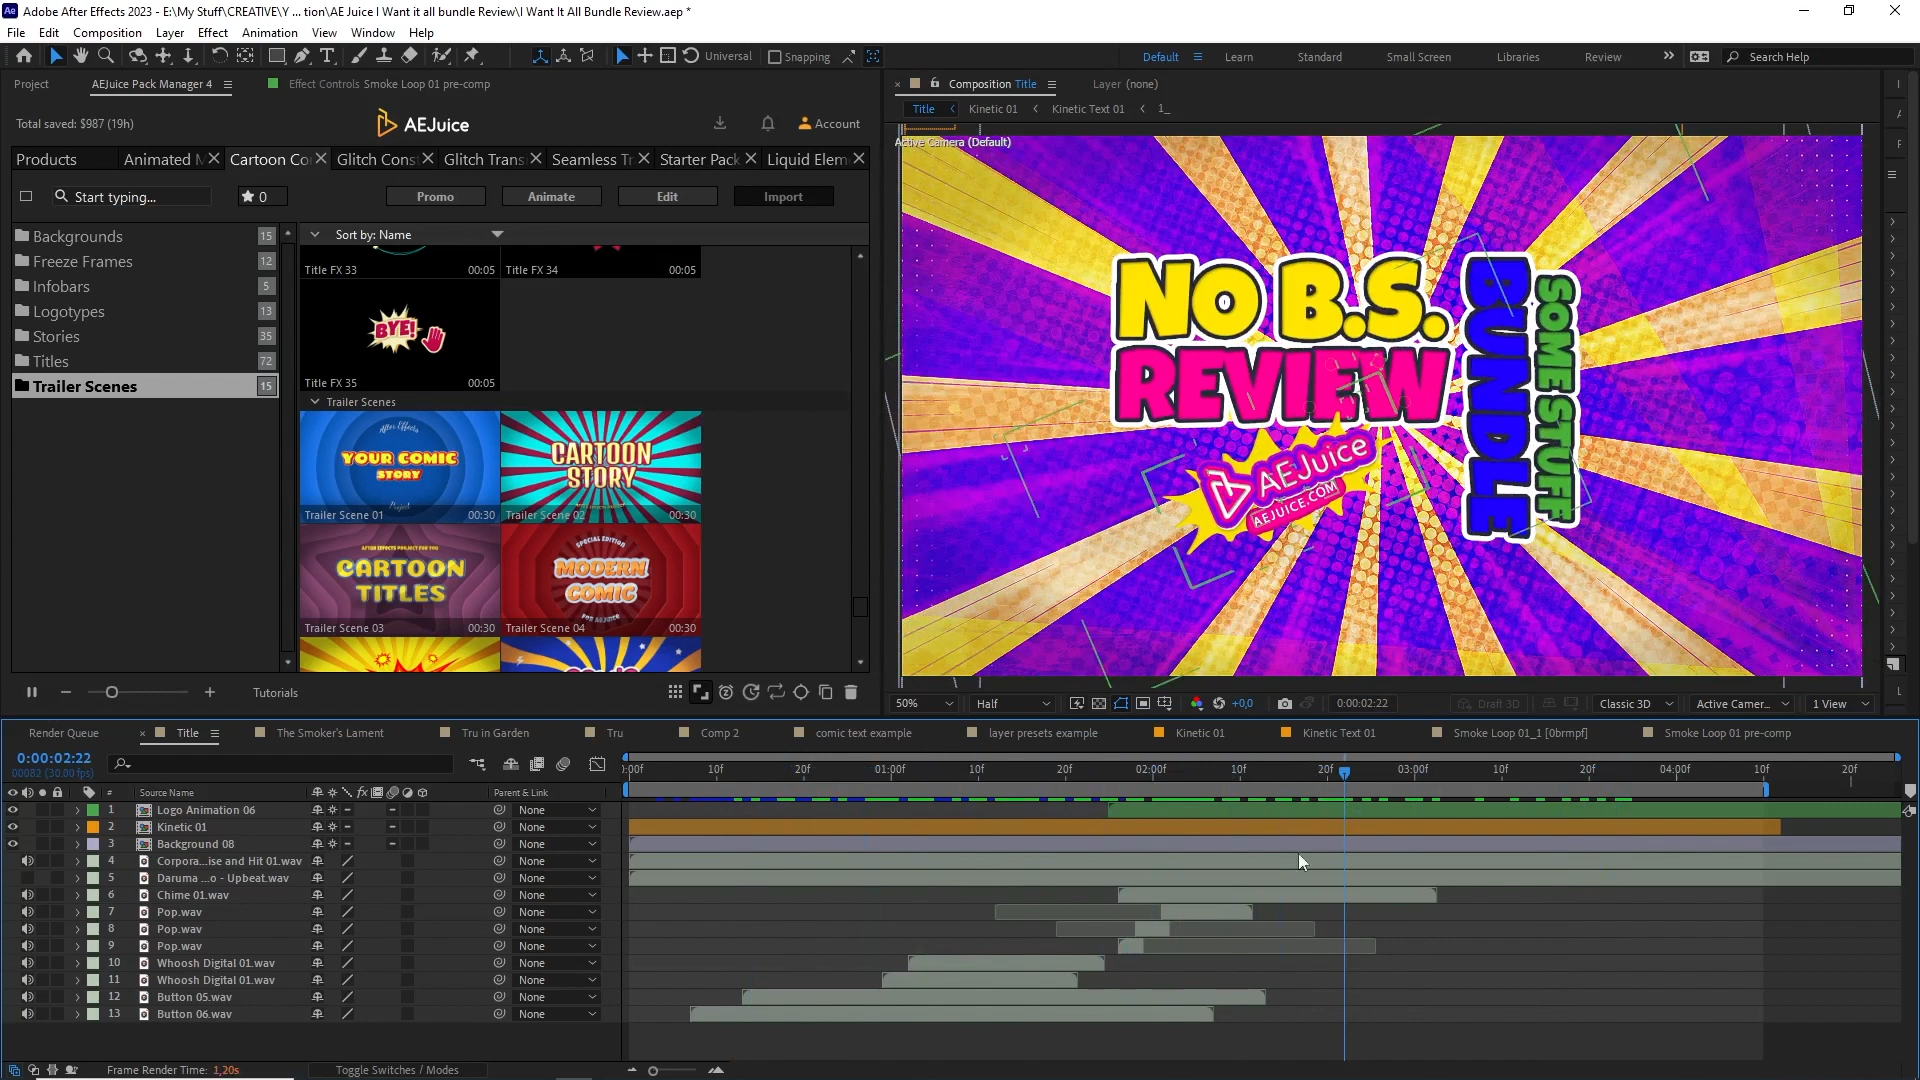 Adobe After Effects 2023 - E:\My Stuff\CREATIVE\Y ... tion\AE Juice I Want it all bundle Review\I Want It All Bundle Review.aep *
File Edit Composition Layer Effect Animation View Window Help
Universal Snapping Default Learn Standard Small Screen Libraries Review Search Help
Project AEJuice Pack Manager 4 Effect Controls Smoke Loop 01 pre-comp
Composition Title Layer (none)
Title Kinetic 01 Kinetic Text 01 1_
Total saved: $987 (19h) AEJuice Account
Products Animated M Cartoon Co Glitch Cons Glitch Trans Seamless Tr Starter Pack Liquid Elem
Start typing... 0 Promo Animate Edit Import
Backgrounds 15
Freeze Frames 12
Infobars 5
Logotypes 13
Stories 35
Titles 72
Trailer Scenes 15
Sort by: Name
Title FX 33 00:05 Title FX 34 00:05
BYE!
Title FX 35 00:05
Trailer Scenes
After Effects
YOUR COMIC
STORY
Project
Trailer Scene 01 00:30
CARTOON
STORY
Trailer Scene 02 00:30
AFTER EFFECTS PROJECT FOR YOU
CARTOON
TITLES
Trailer Scene 03 00:30
SPECIAL EDITION
MODERN
COMIC
FOR AEJUICE
Trailer Scene 04 00:30
Tutorials
Active Camera (Default)
NO B.S.
REVIEW
BUNDLE
SOME STUFF
AEJuice
AEJUICE.COM
50% Half +0,0 0:00:02:22 Draft 3D Classic 3D Active Camer... 1 View
Render Queue Title The Smoker's Lament Tru in Garden Tru Comp 2 comic text example layer presets example Kinetic 01 Kinetic Text 01 Smoke Loop 01_1 [0brmpf] Smoke Loop 01 pre-comp
0:00:02:22
00082 (30.00 fps)
:00f 10f 20f 01:00f 10f 20f 02:00f 10f 20f 03:00f 10f 20f 04:00f 10f 20f
# Source Name fx Parent & Link
1 Logo Animation 06 None
2 Kinetic 01 None
3 Background 08 None
4 Corpora...ise and Hit 01.wav None
5 Daruma ...o - Upbeat.wav None
6 Chime 01.wav None
7 Pop.wav None
8 Pop.wav None
9 Pop.wav None
10 Whoosh Digital 01.wav None
11 Whoosh Digital 01.wav None
12 Button 05.wav None
13 Button 06.wav None
Frame Render Time: 1,20s Toggle Switches / Modes